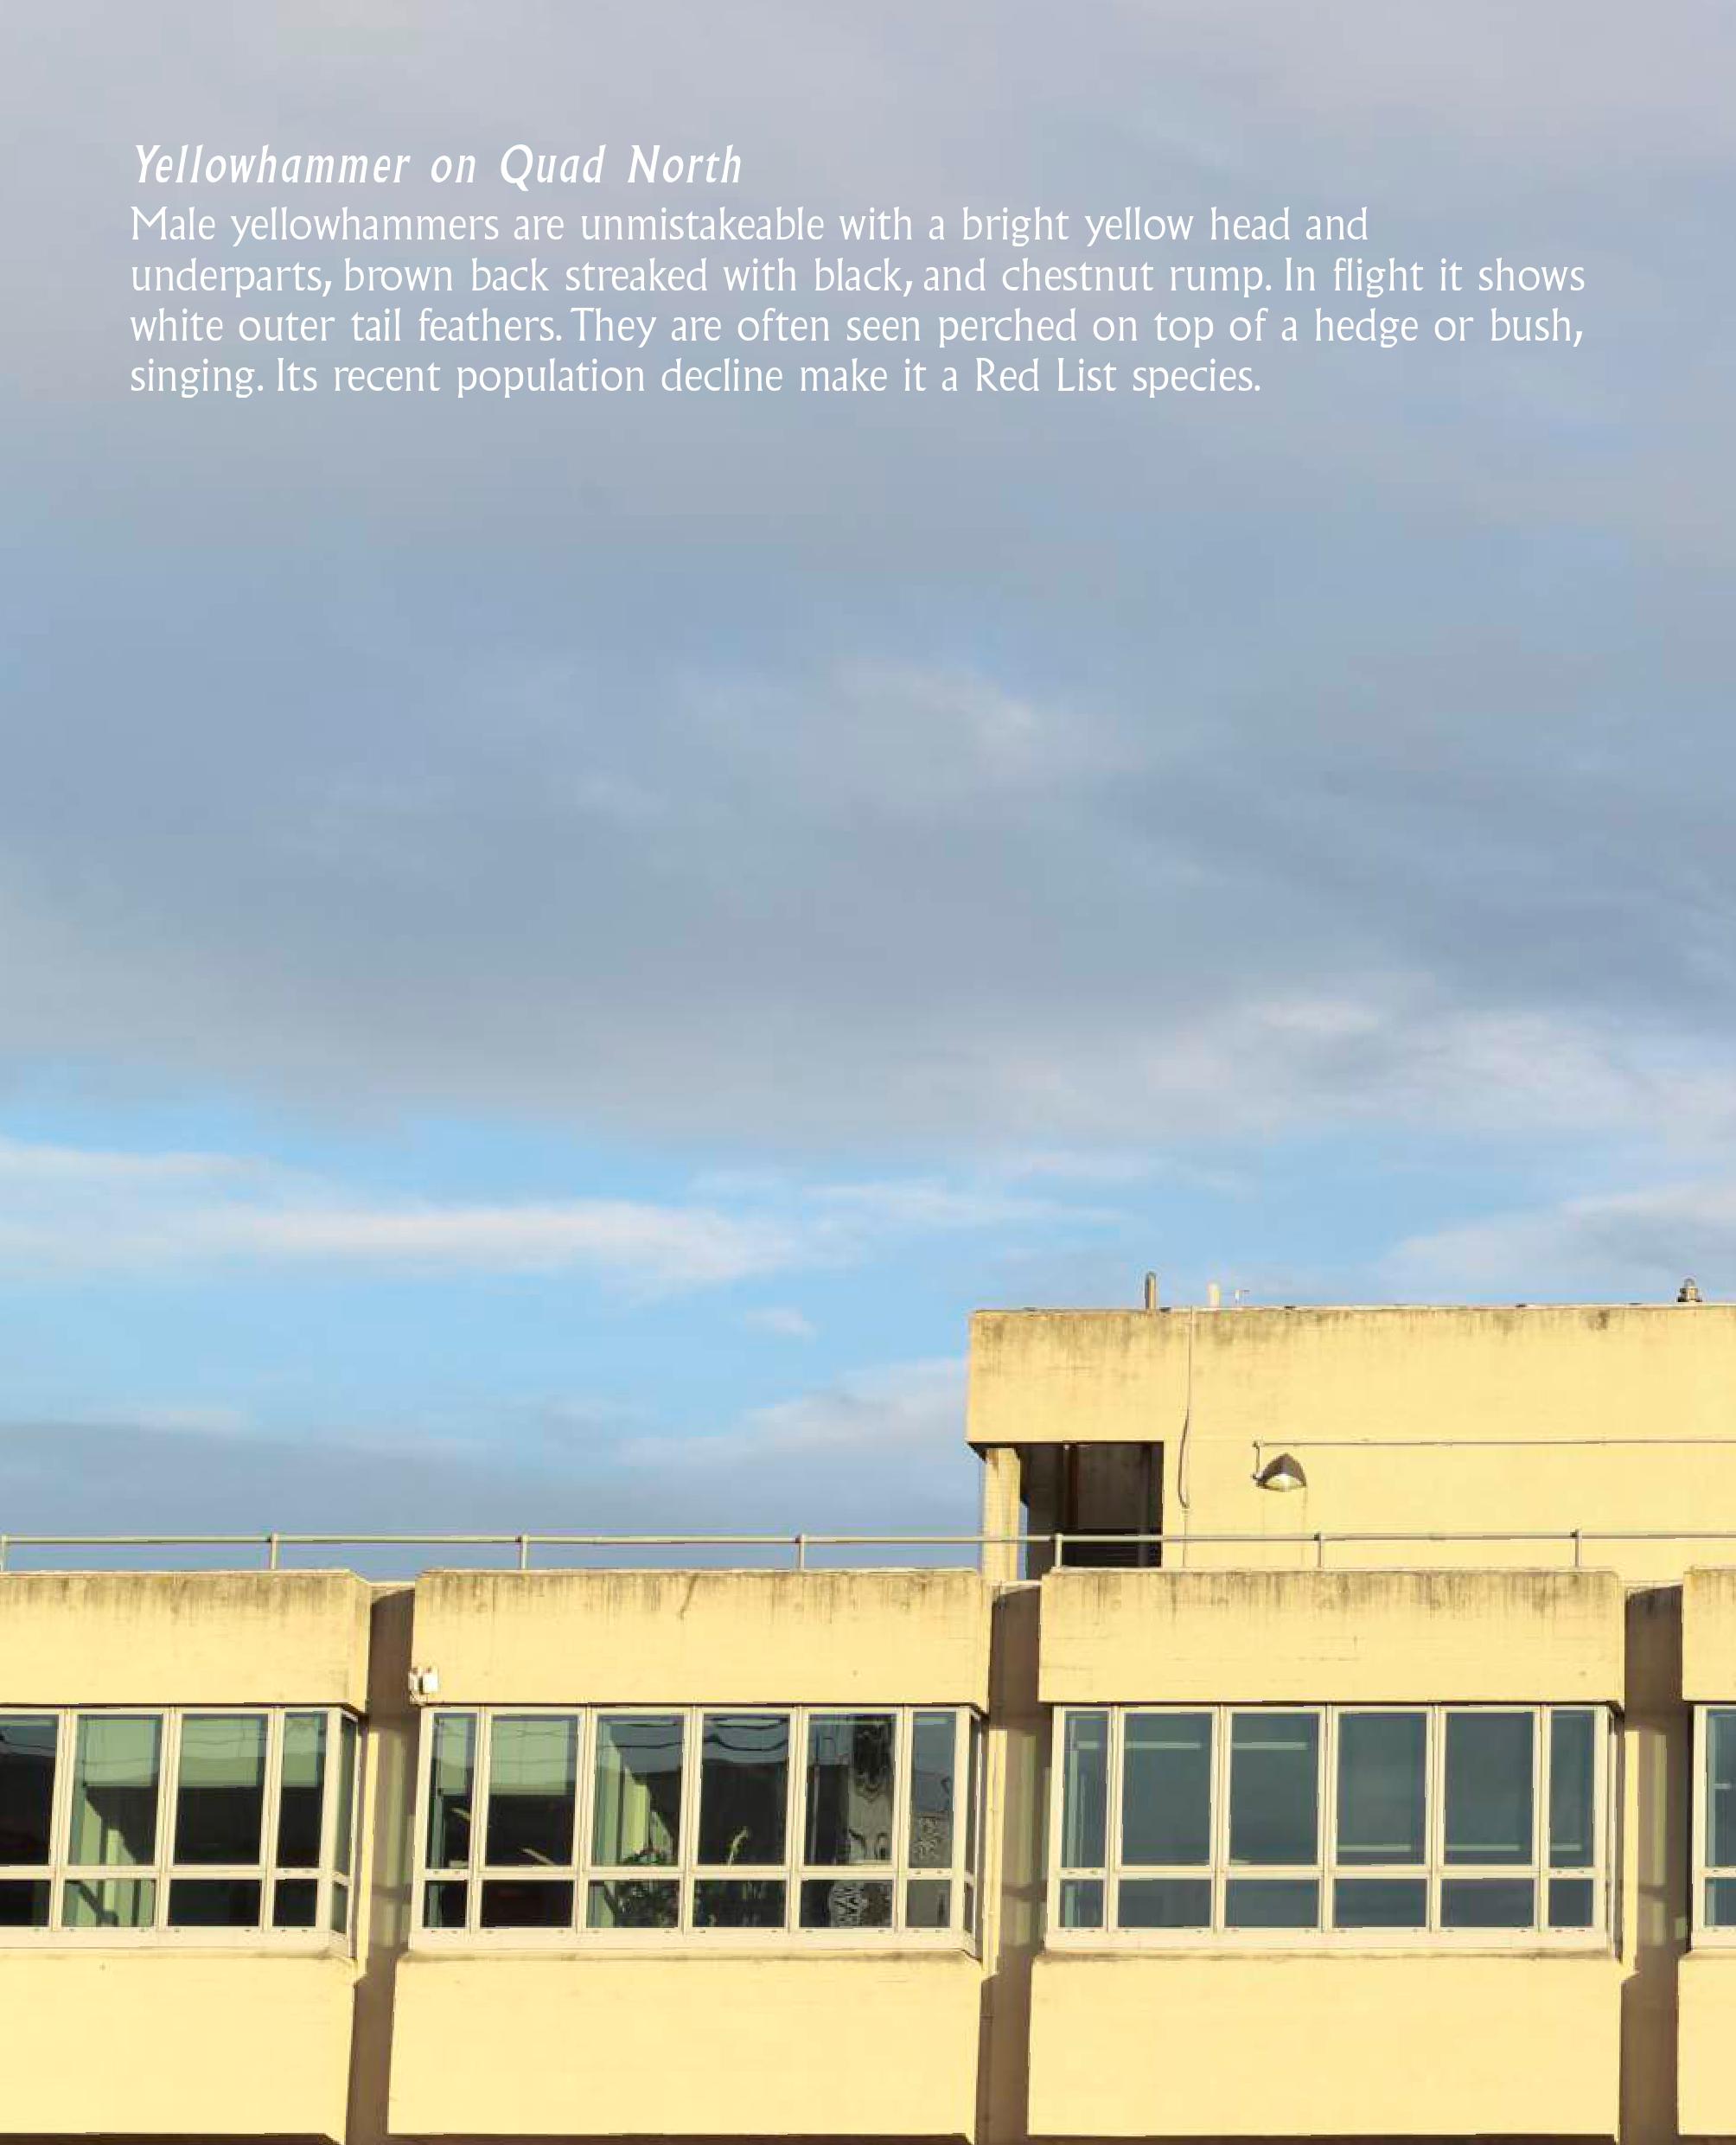 Yellowhammer on Quad North
Male yellowhammers are unmistakeable with a bright yellow head and
underparts, brown back streaked with black, and chestnut rump. In flight it shows
white outer tail feathers. They are often seen perched on top of a hedge or bush,
singing. Its recent population decline make it a Red List species.